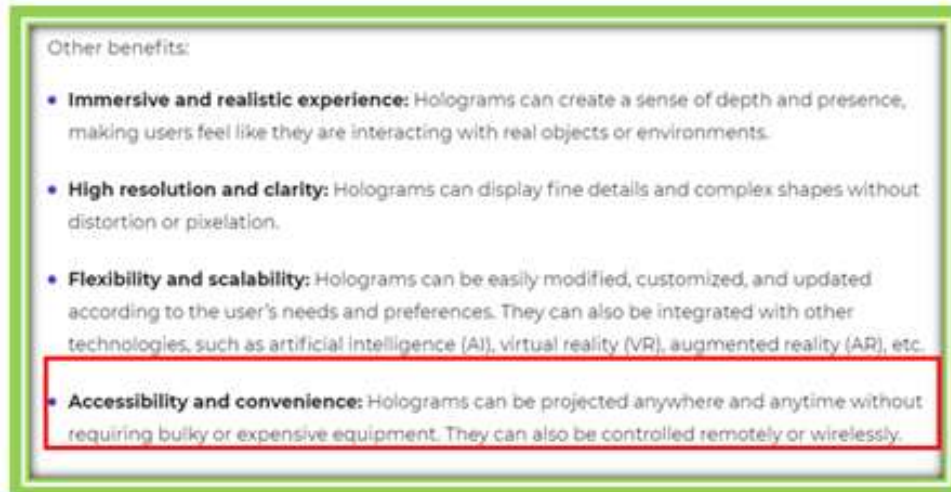 Other benefits:
• Immersive and realistic experience: Holograms can create a sense of depth and presence,
making users feel like they are interacting with real objects or environments.
• High resolution and clarity: Holograms can display fine details and complex shapes without
distortion or pixelation.
• Flexibility and scalability: Holograms can be easily modified, customized, and updated
according to the user's needs and preferences. They can also be integrated with other
technologies, such as artificial intelligence (AI), virtual reality (VR), augmented reality (AR), etc.
• Accessibility and convenience: Holograms can be projected anywhere and anytime without
requiring bulky or expensive equipment. They can also be controlled remotely or wirelessly.